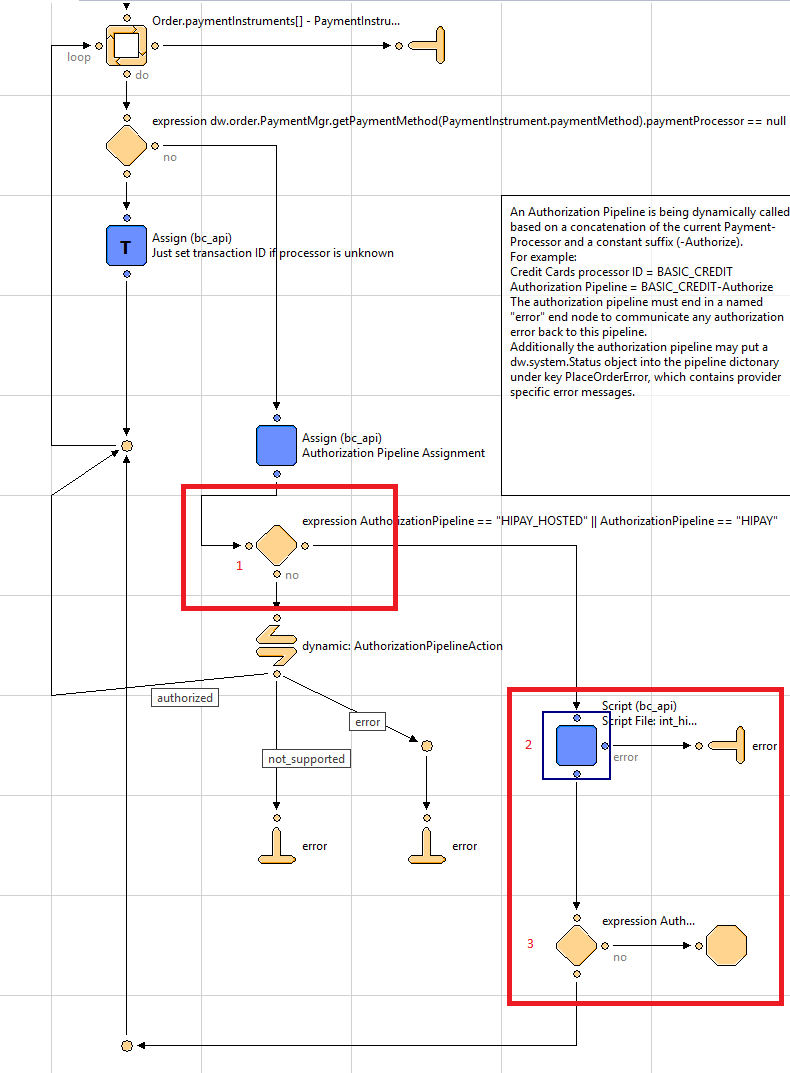 Order.paymentInstruments[] - PaymentInstru...
loop
do
expression dw.order.PaymentMgr.getPaymentMethod(PaymentInstrument.paymentMethod).paymentProcessor == null
no
An Authorization Pipeline is being dynamically called
based on a concatenation of the current Payment-
Processor and a constant suffix (-Authorize).
For example:
Credit Cards processor ID = BASIC_CREDIT
Authorization Pipeline = BASIC_CREDIT-Authorize
The authorization pipeline must end in a named
"error" end node to communicate any authorization
error back to this pipeline.
Additionally the authorization pipeline may put a
dw.system.Status object into the pipeline dictonary
under key PlaceOrderError, which contains provider
specific error messages.
T
Assign (bc_api)
Just set transaction ID if processor is unknown
Assign (bc_api)
Authorization Pipeline Assignment
expression AuthorizationPipeline == "HIPAY_HOSTED" || AuthorizationPipeline == "HIPAY"
1
no
dynamic: AuthorizationPipelineAction
authorized
error
not_supported
error
error
Script (bc_api)
Script File: int_hi...
2
error
error
expression Auth...
3
no